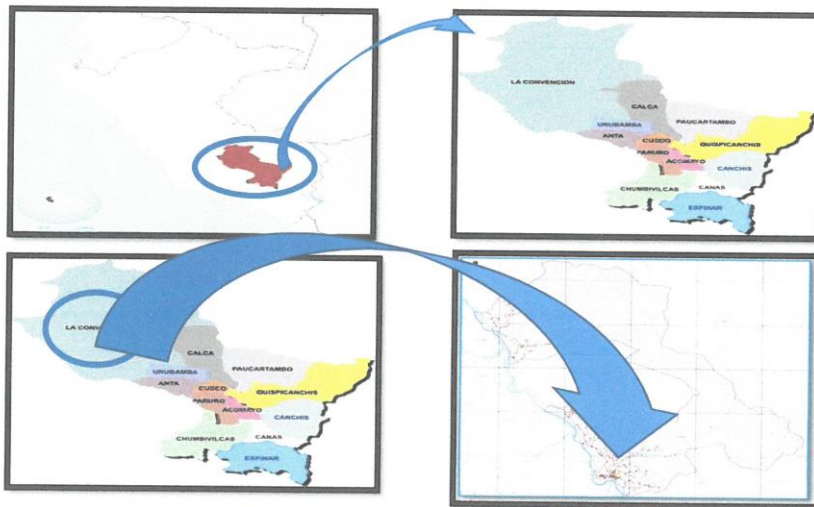 LA CONVENCIÓN
CALCA
URUBAMBA
PAUCARTAMBO
ANTA
CUSCO
QUISPICANCHIS
PARURO
ACOMAYO
CANCHIS
CHUMBIVILCAS
CANAS
ESPINAR
LA CONV
CALCA
URUBAMBA
PAUCARTAMBO
ANTA
CUSCO
QUISPICANCHIS
PARURO
ACOMAYO
CANCHIS
CHUMBIVILCAS
CANAS
ESPINAR